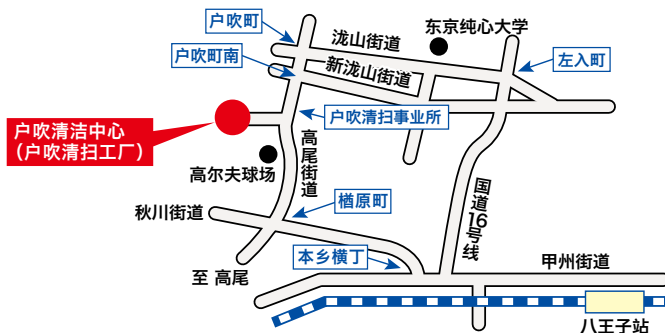 户吹町
东京纯心大学
泷山街道
户吹町南
新泷山街道
左入町
户吹清洁中心
(户吹清扫工厂)
户吹清扫事业所
高尔夫球场
高尾街道
秋川街道
楢原町
国道16号线
本乡横丁
至 高尾
甲州街道
八王子站